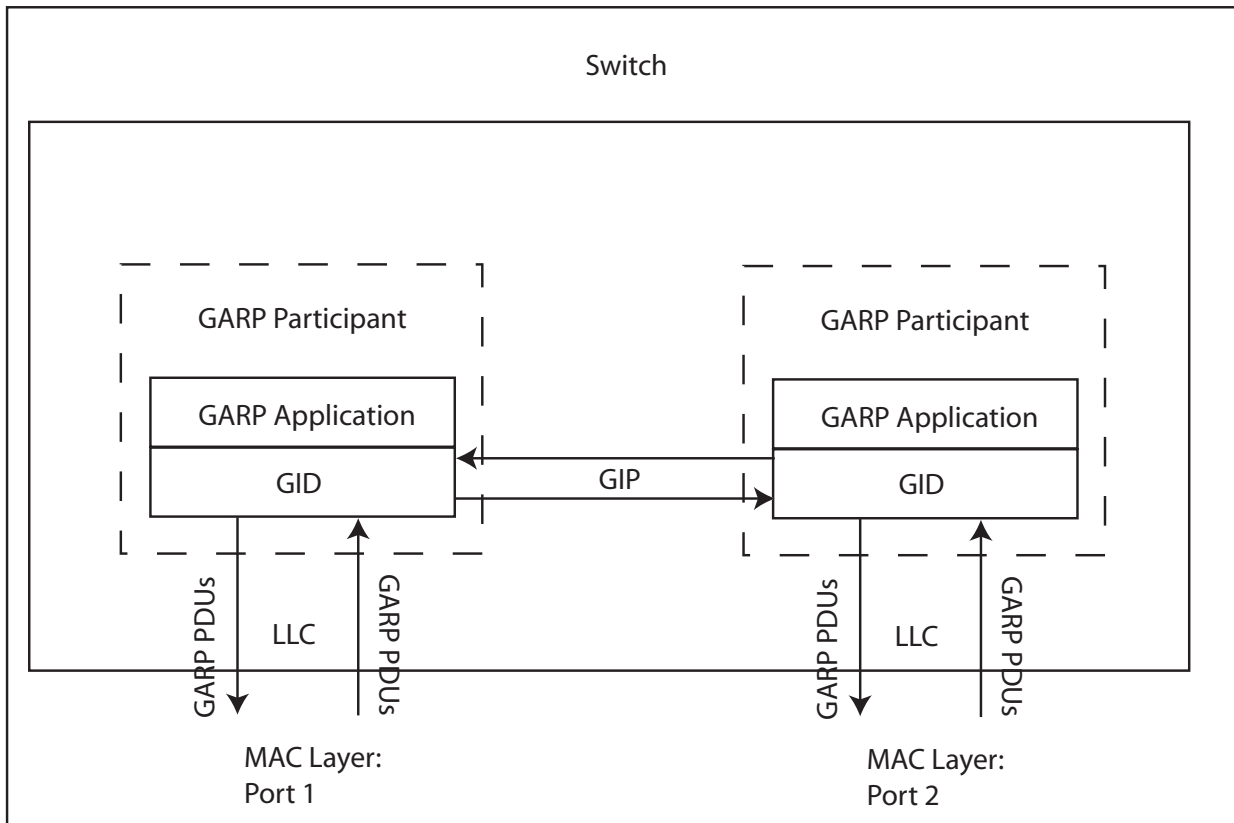 Switch
GARP Participant
GARP Application
GID
GARP PDUs
LLC
GARP PDUs
MAC Layer:
Port 1
GIP
GARP Participant
GARP Application
GID
GARP PDUs
LLC
GARP PDUs
MAC Layer:
Port 2